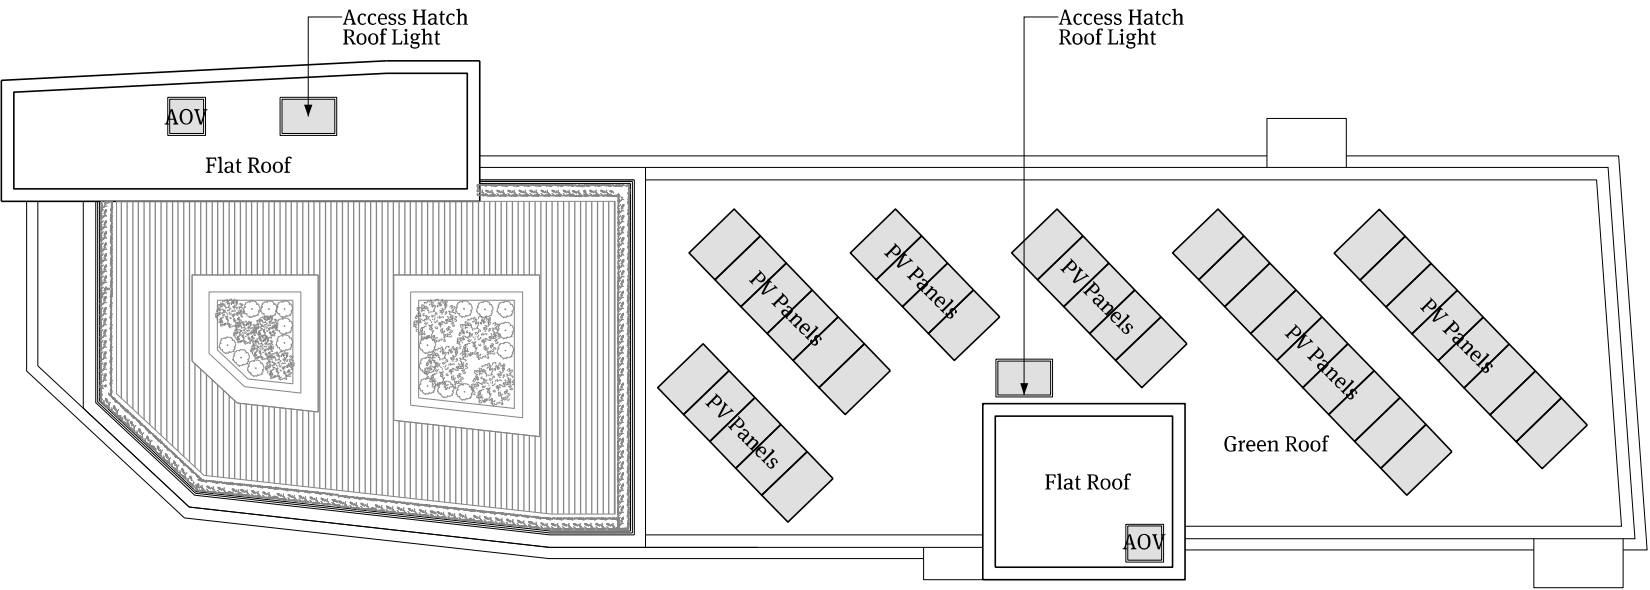 Access Hatch
Roof Light
Access Hatch
Roof Light
AOV
Flat Roof
PV Panels
PV Panels
PV Panels
PV Panels
PV Panels
PV Panels
Green Roof
Flat Roof
AOV